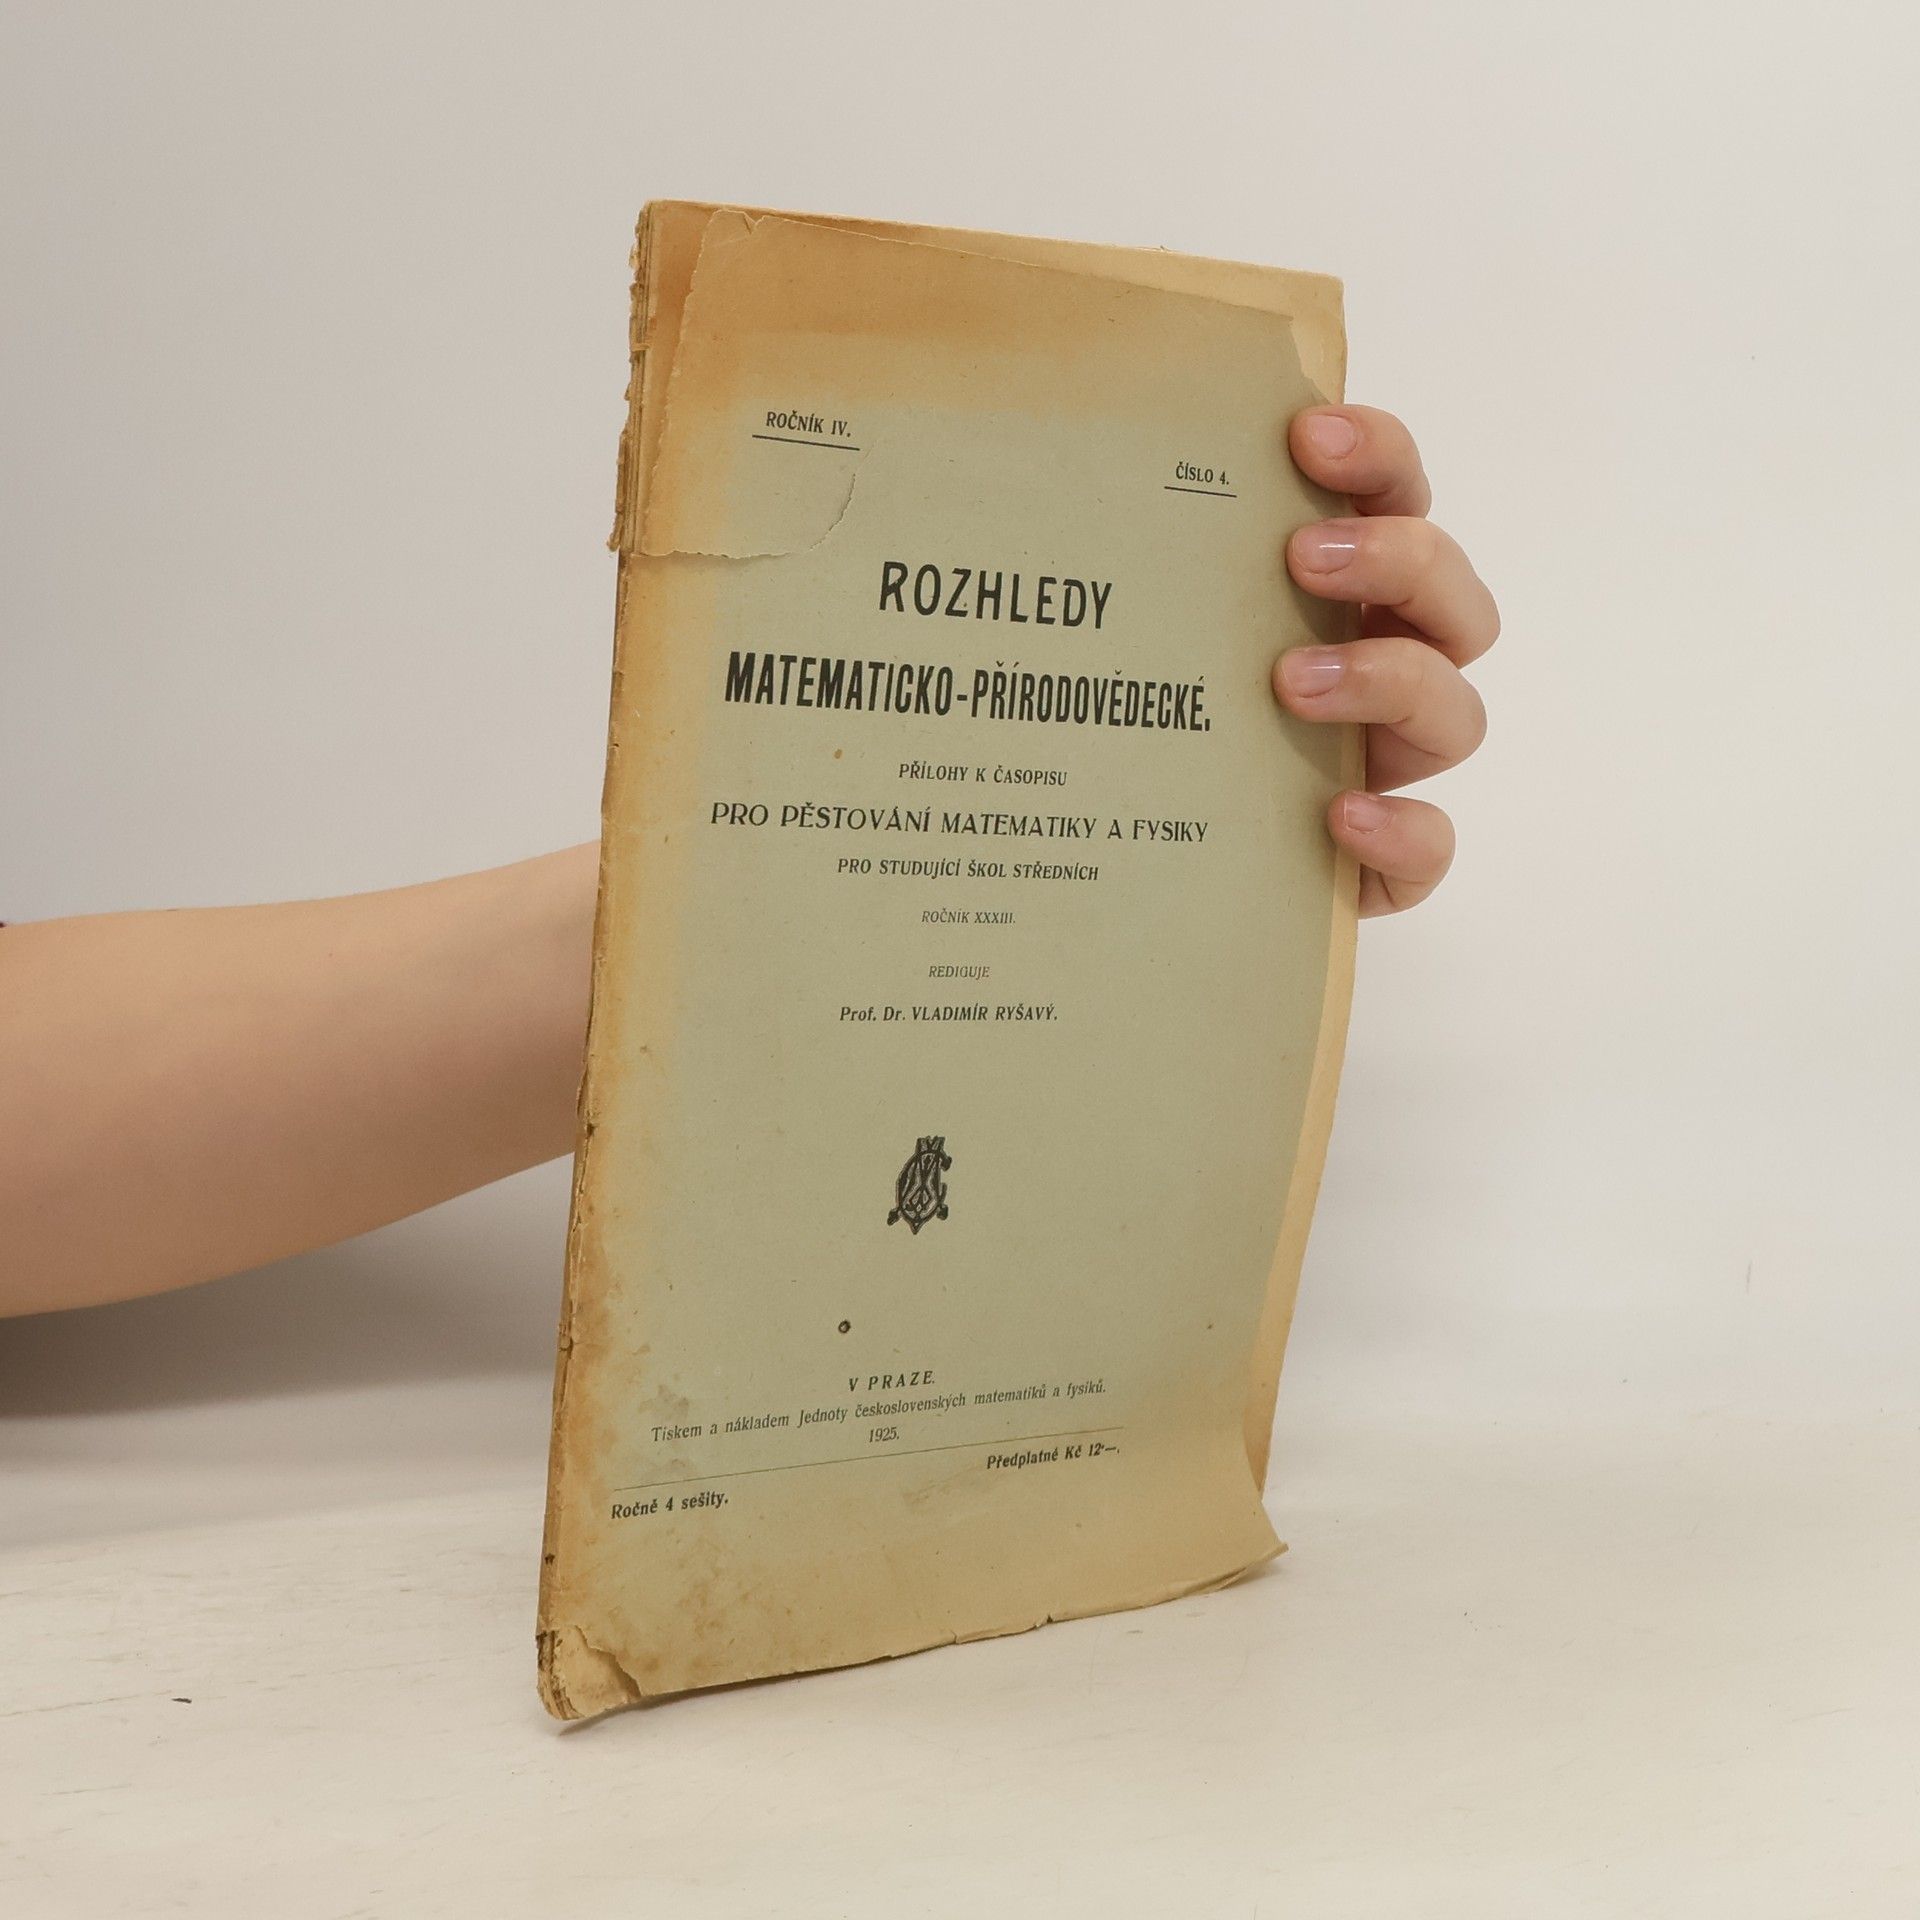 ROČNÍK IV.
ČÍSLO 4.
ROZHLEDY
MATEMATICKO-PŘÍRODOVĚDECKÉ.
PŘÍLOHY K ČASOPISU
PRO PĚSTOVÁNÍ MATEMATIKY A FYSIKY
PRO STUDUJÍCÍ ŠKOL STŘEDNÍCH
ROČNÍK XXXIII.
REDIGUJE
Prof. Dr. VLADIMÍR RYŠAVÝ.
V PRAZE.
Tiskem a nákladem Jednoty československých matematiků a fysiků.
1925.
Ročně 4 sešity.
Předplatné Kč 12·—.